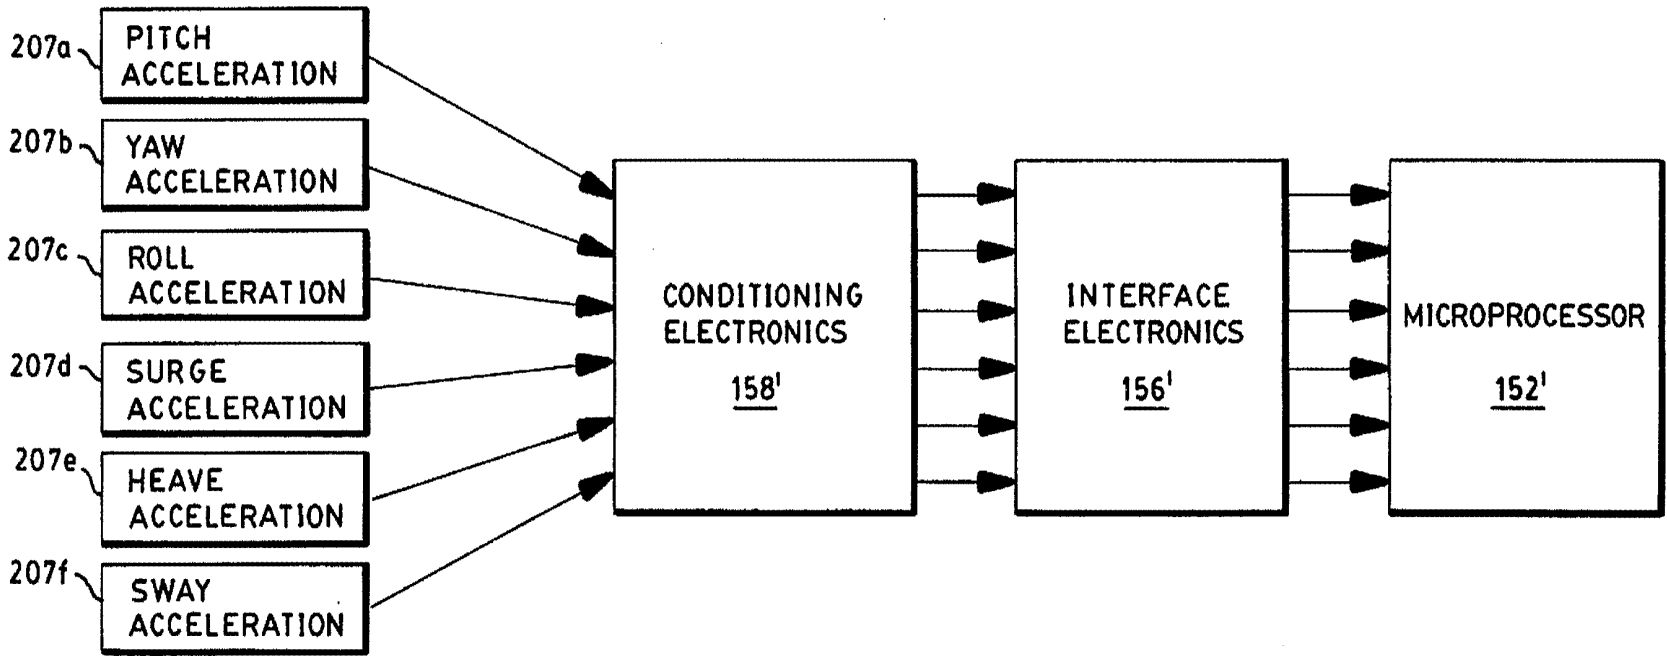 207a
PITCH
ACCELERATION
207b
YAW
ACCELERATION
207c
ROLL
ACCELERATION
207d
SURGE
ACCELERATION
207e
HEAVE
ACCELERATION
207f
SWAY
ACCELERATION
CONDITIONING
ELECTRONICS
158'
INTERFACE
ELECTRONICS
156'
MICROPROCESSOR
152'